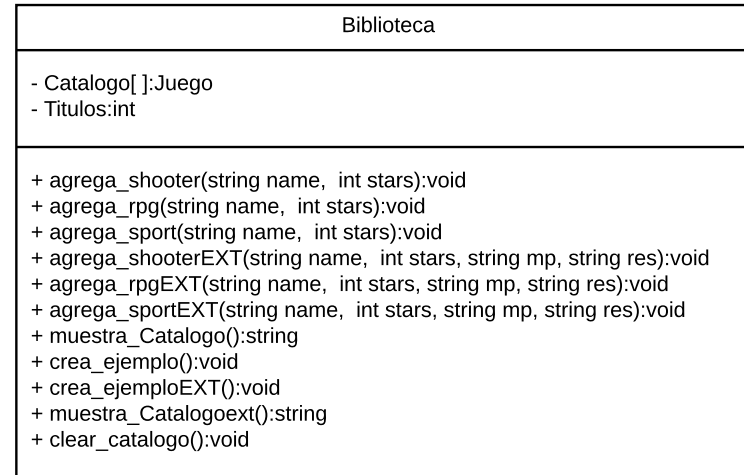 Biblioteca
- Catalogo[ ]:Juego
- Titulos:int
+ agrega_shooter(string name,  int stars):void
+ agrega_rpg(string name,  int stars):void
+ agrega_sport(string name,  int stars):void
+ agrega_shooterEXT(string name,  int stars, string mp, string res):void
+ agrega_rpgEXT(string name,  int stars, string mp, string res):void
+ agrega_sportEXT(string name,  int stars, string mp, string res):void
+ muestra_Catalogo():string
+ crea_ejemplo():void
+ crea_ejemploEXT():void
+ muestra_Catalogoext():string
+ clear_catalogo():void